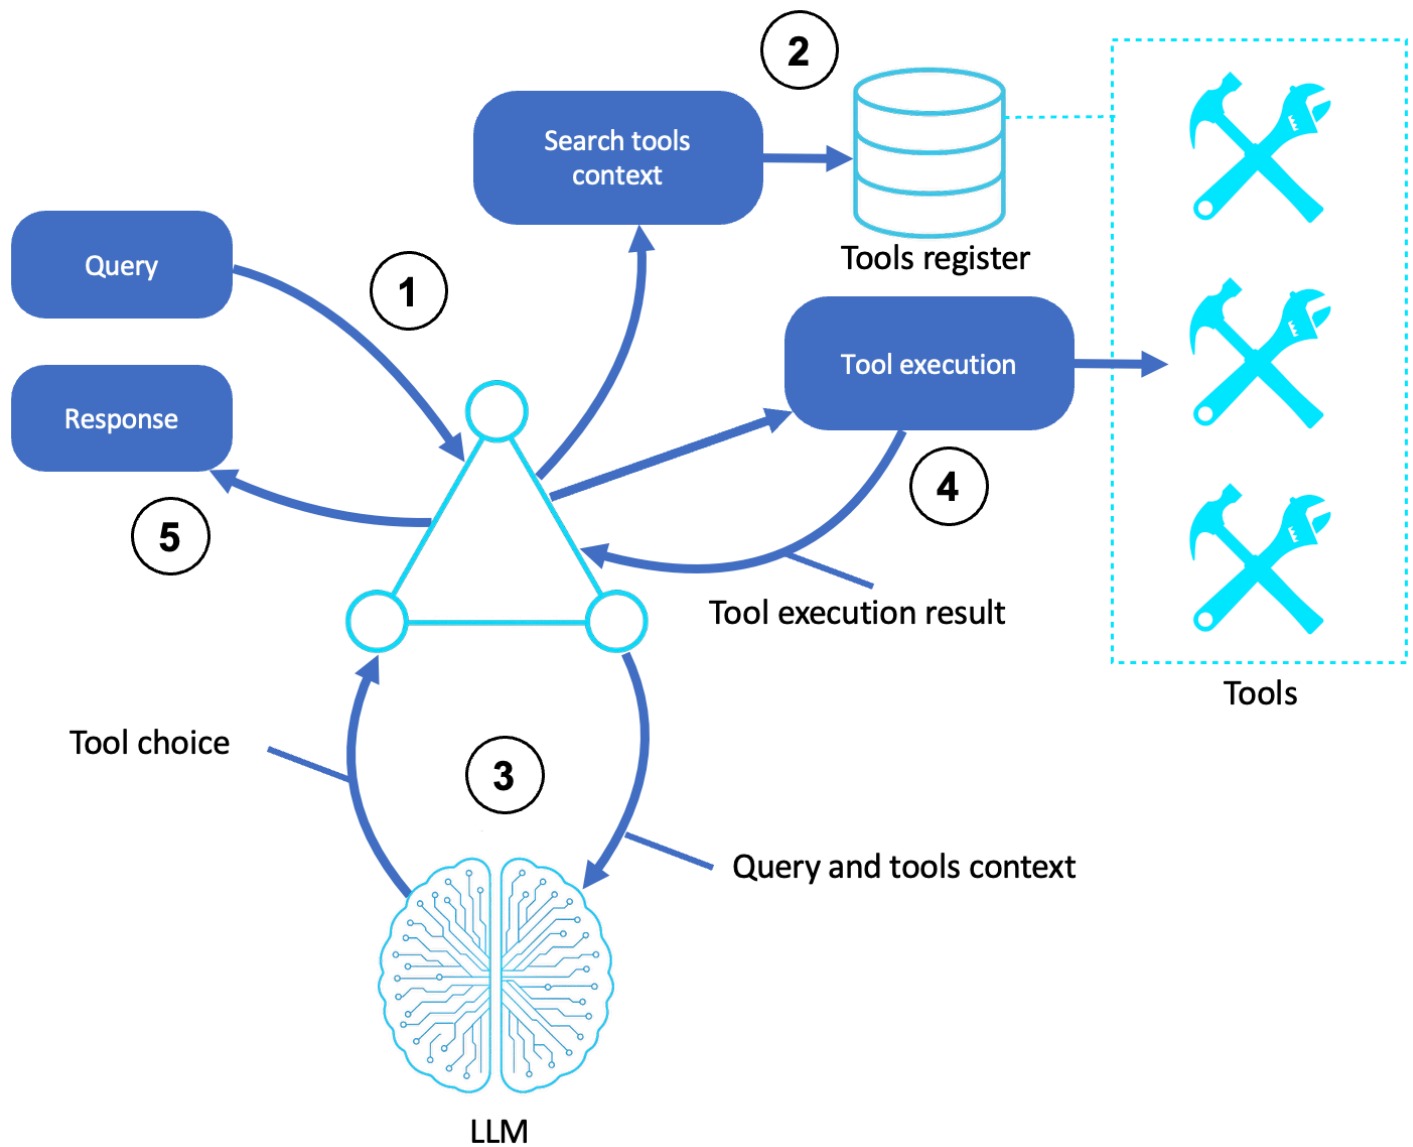 2
Search tools
context
Tools register
Query
1
Tool execution
Response
4
5
Tool execution result
Tools
Tool choice
3
Query and tools context
LLM